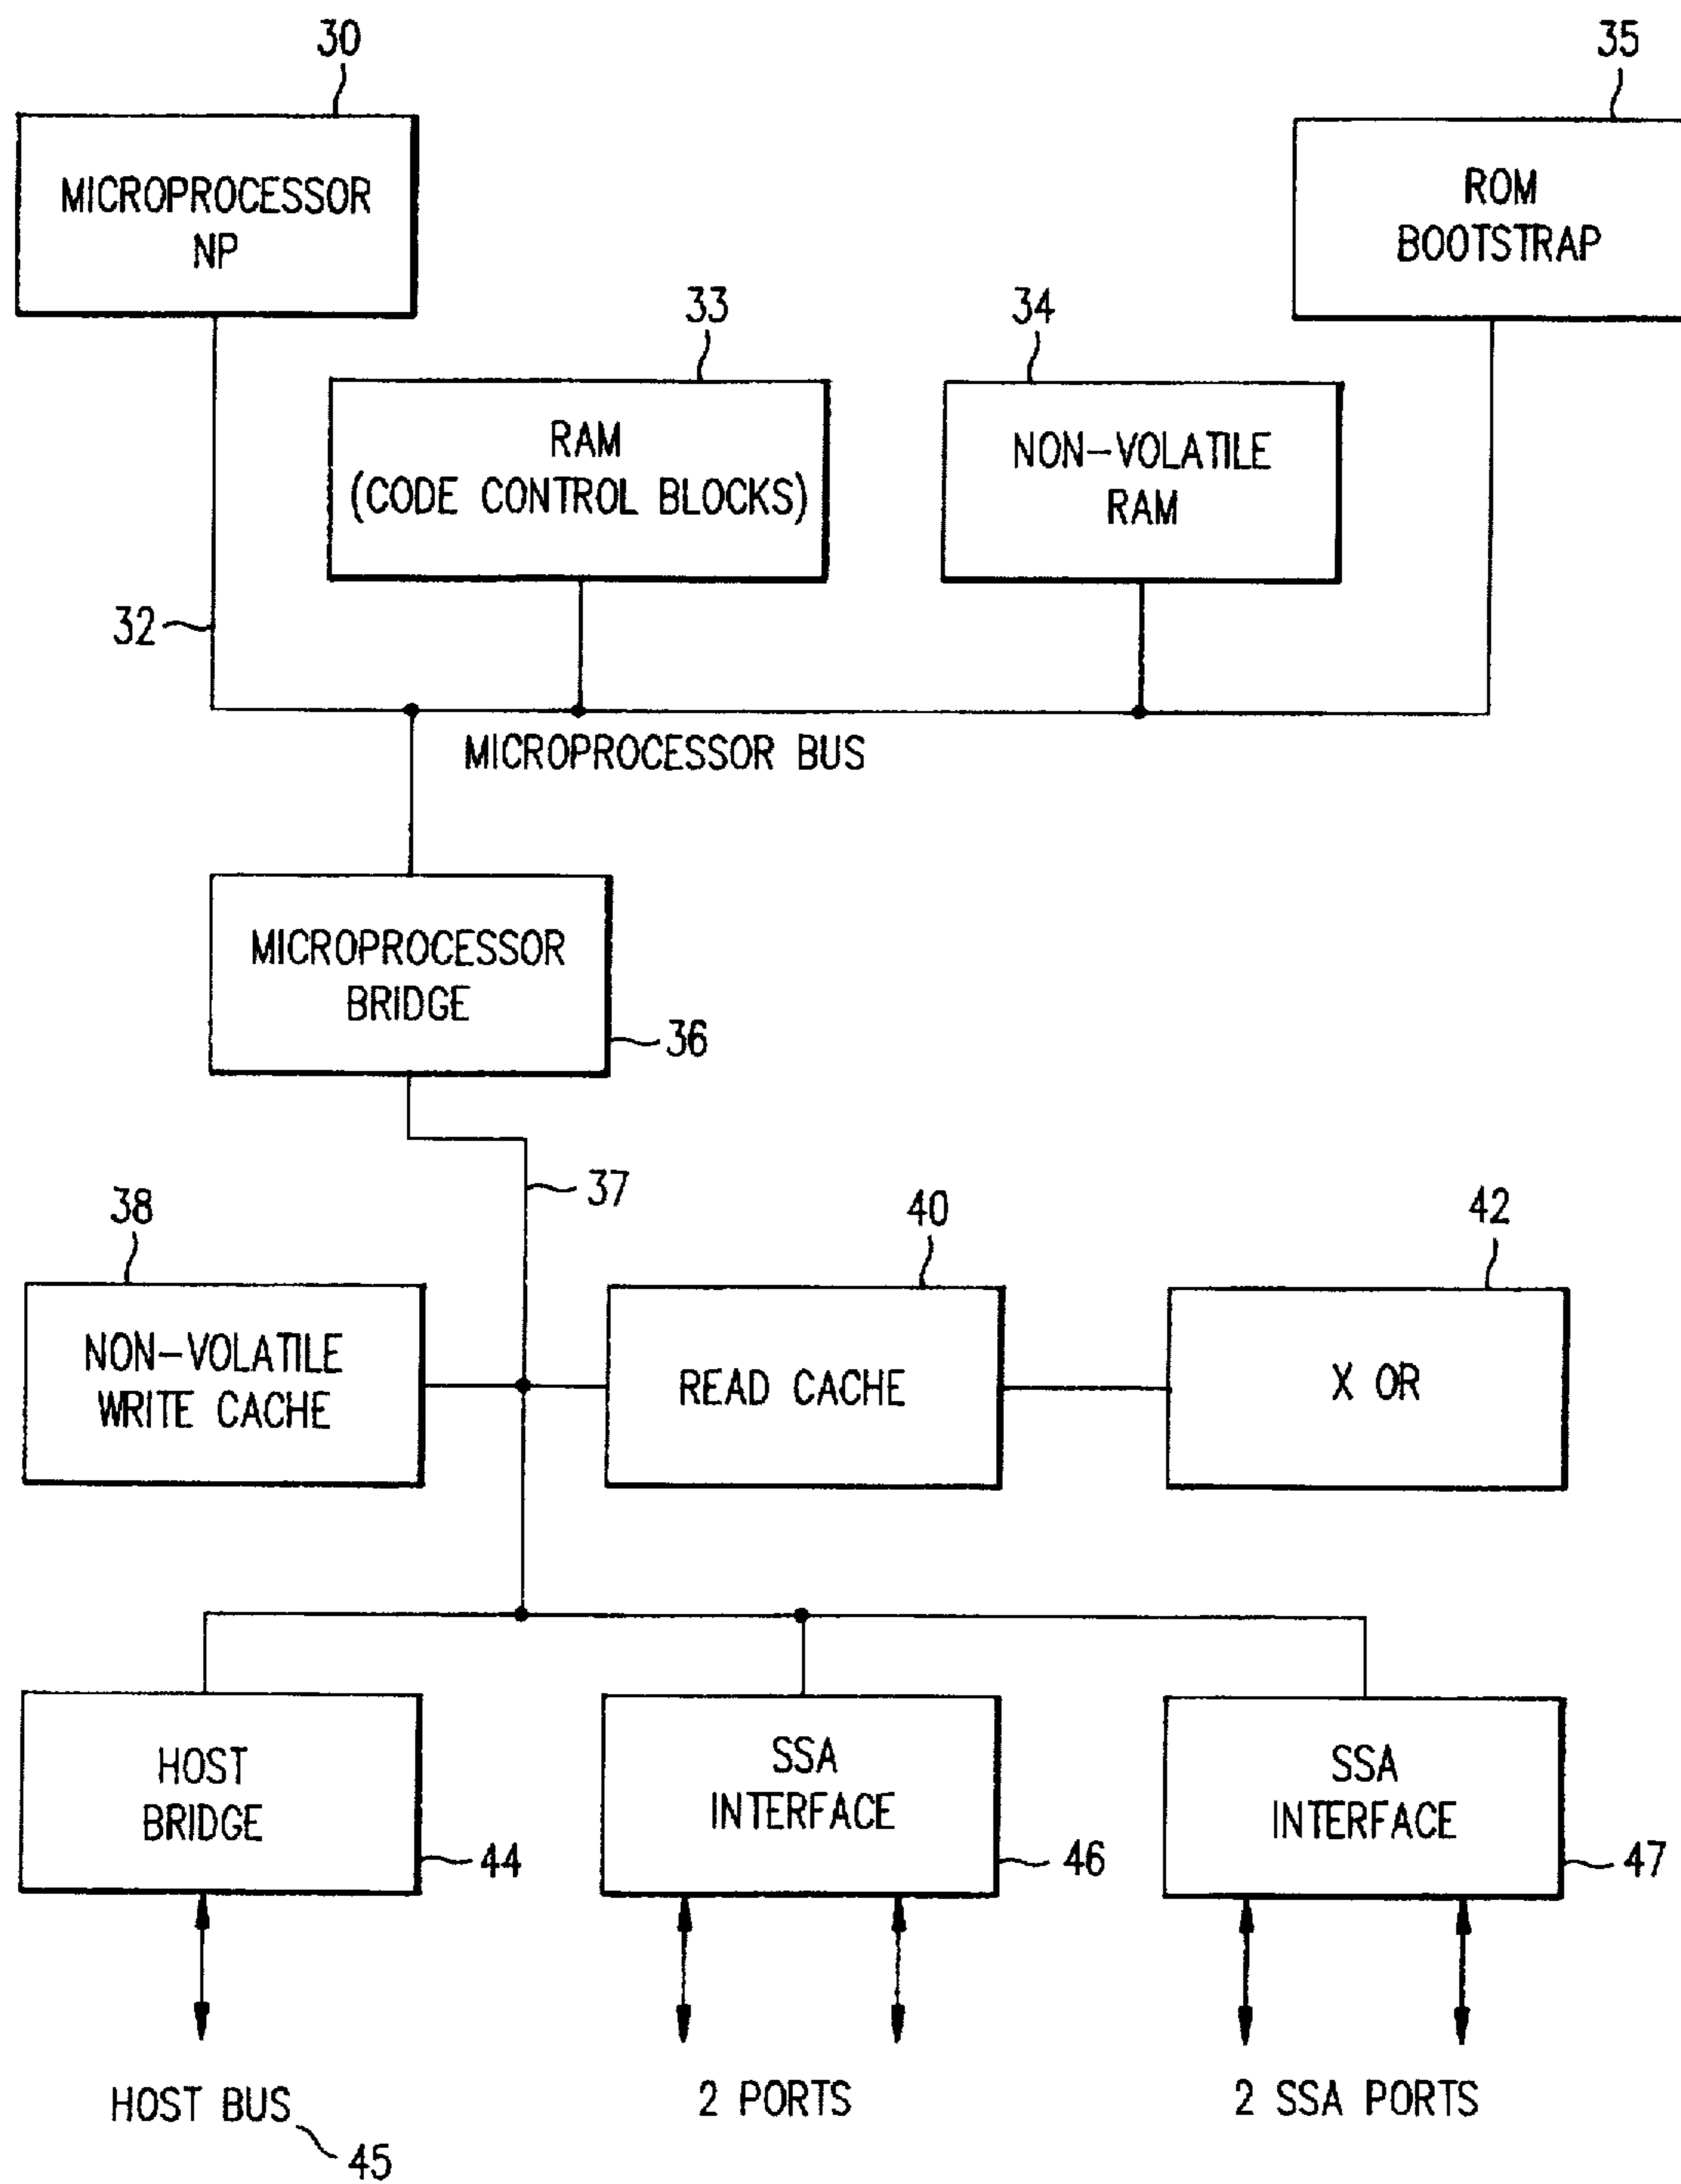 30
35
MICROPROCESSOR
NP
ROM
BOOTSTRAP
33
34
RAM
(CODE CONTROL BLOCKS)
NON-VOLATILE
RAM
32
MICROPROCESSOR BUS
MICROPROCESSOR
BRIDGE
36
37
38
40
42
NON-VOLATILE
WRITE CACHE
READ CACHE
X OR
HOST
BRIDGE
44
SSA
INTERFACE
46
SSA
INTERFACE
47
HOST BUS
45
2 PORTS
2 SSA PORTS